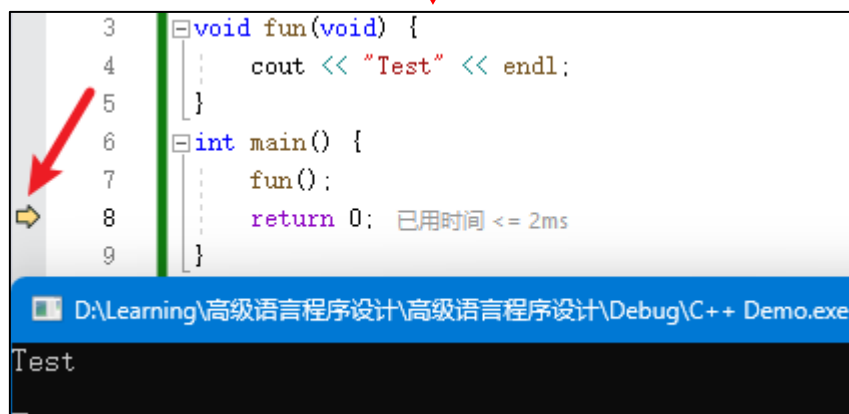 3 void fun(void) {
4 cout << "Test" << endl;
5 }
6 int main() {
7 fun();
8 return 0; 已用时间 <= 2ms
9 }
D:\Learning\高级语言程序设计\高级语言程序设计\Debug\C++ Demo.exe
Test